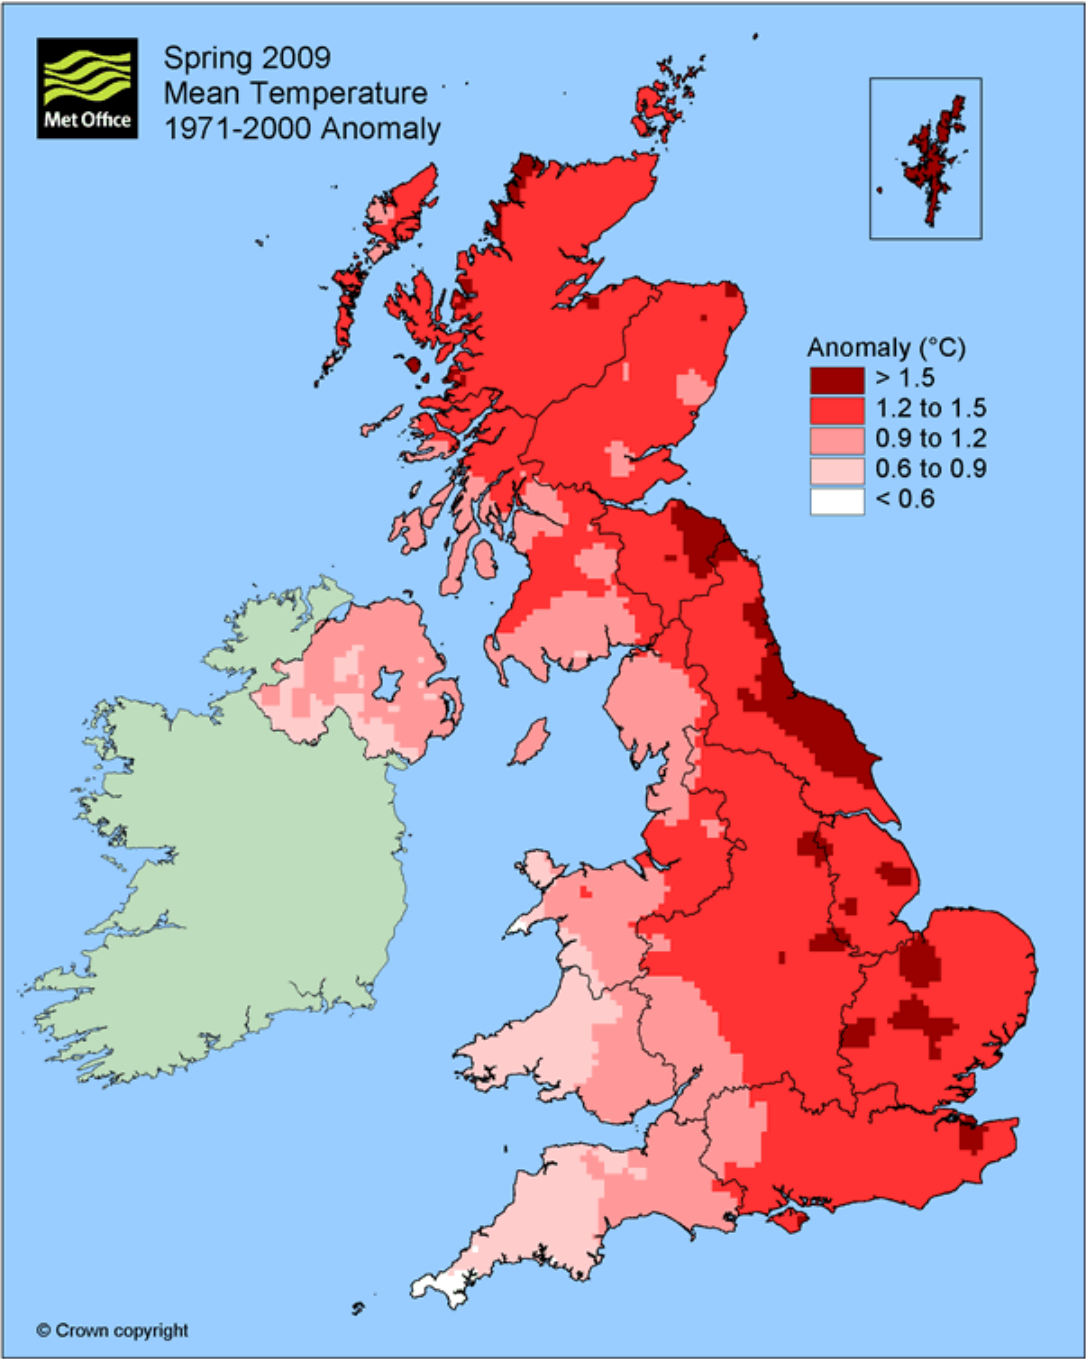 Met Office
Spring 2009
Mean Temperature
1971-2000 Anomaly
Anomaly (°C)
> 1.5
1.2 to 1.5
0.9 to 1.2
0.6 to 0.9
< 0.6
© Crown copyright